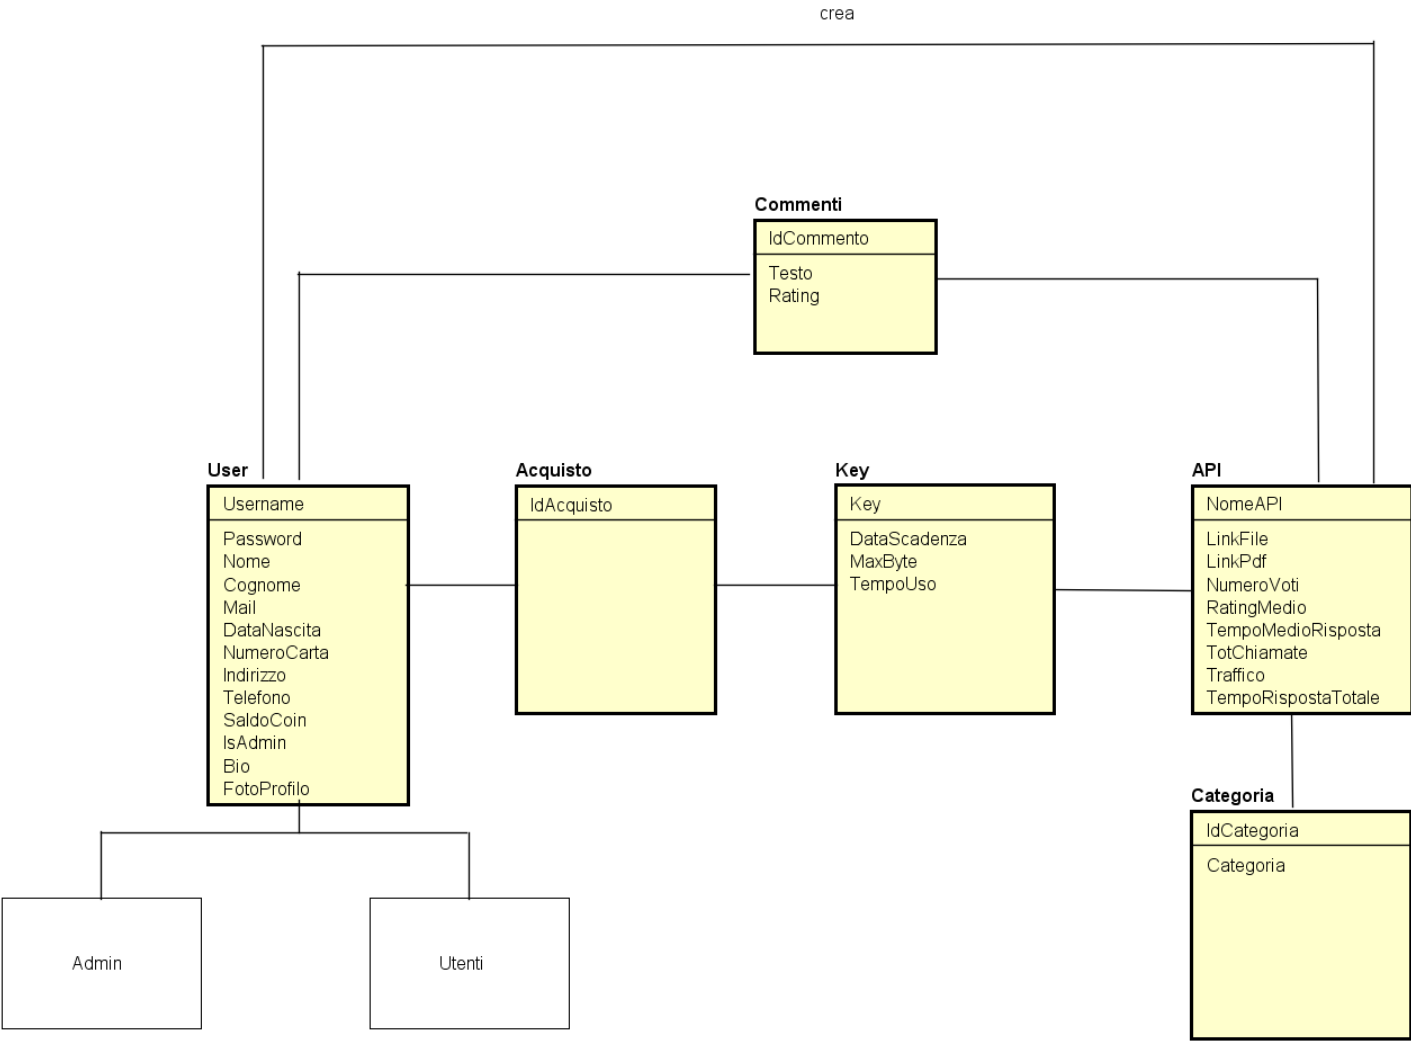 crea
Commenti
IdCommento
Testo
Rating
User
Username
Password
Nome
Cognome
Mail
DataNascita
NumeroCarta
Indirizzo
Telefono
SaldoCoin
IsAdmin
Bio
FotoProfilo
Acquisto
IdAcquisto
Key
Key
DataScadenza
MaxByte
TempoUso
API
NomeAPI
LinkFile
LinkPdf
NumeroVoti
RatingMedio
TempoMedioRisposta
TotChiamate
Traffico
TempoRispostaTotale
Categoria
IdCategoria
Categoria
Admin
Utenti